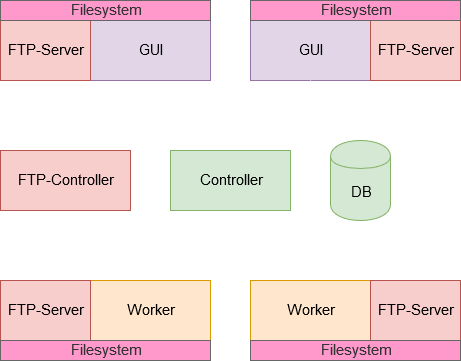 Filesystem
FTP-Server
GUI
Filesystem
GUI
FTP-Server
FTP-Controller
Controller
DB
FTP-Server
Worker
Filesystem
Worker
FTP-Server
Filesystem